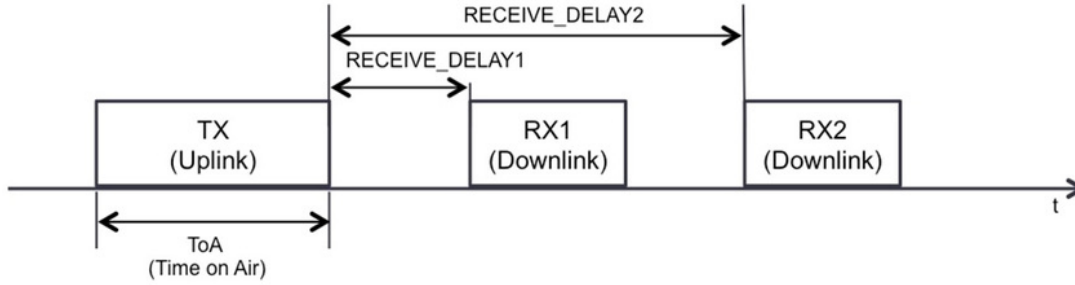 RECEIVE_DELAY2
RECEIVE_DELAY1
TX
(Uplink)
RX1
(Downlink)
RX2
(Downlink)
t
ToA
(Time on Air)